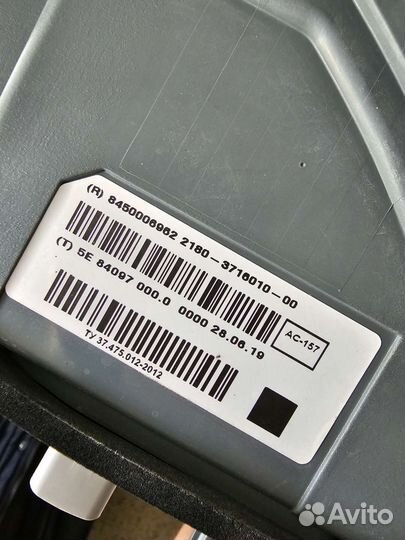 (R) 8450006962 2180-3716010-00
(T) 5E 84097 000.0 0000 28.06.19
AC-157
ТУ 37.475.012-2012
Avito